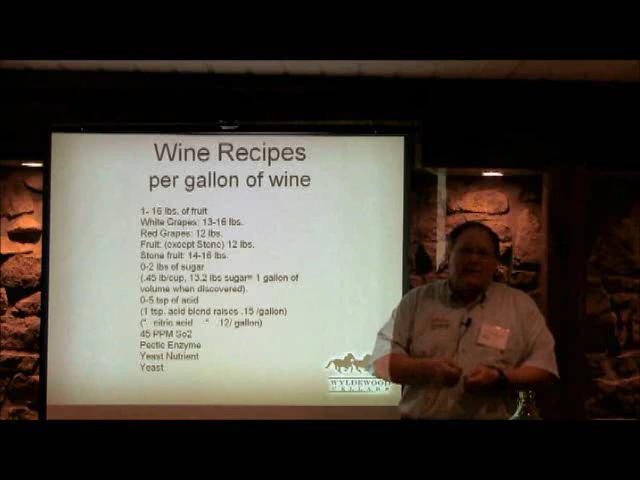 Wine Recipes
per gallon of wine
1- 16 lbs. of fruit
White Grapes: 13-16 lbs.
Red Grapes: 12 lbs.
Fruit: (except Stone) 12 lbs.
Stone fruit: 14-16 lbs.
0-2 lbs of sugar
(.45 lb/cup, 13.2 lbs sugar= 1 gallon of
volume when discovered).
0-5 tsp of acid
(1 tsp. acid blend raises .15 /gallon)
(" citric acid " .12/ gallon)
45 PPM So2
Pectic Enzyme
Yeast Nutrient
Yeast
WYLDEWOOD
CELLARS